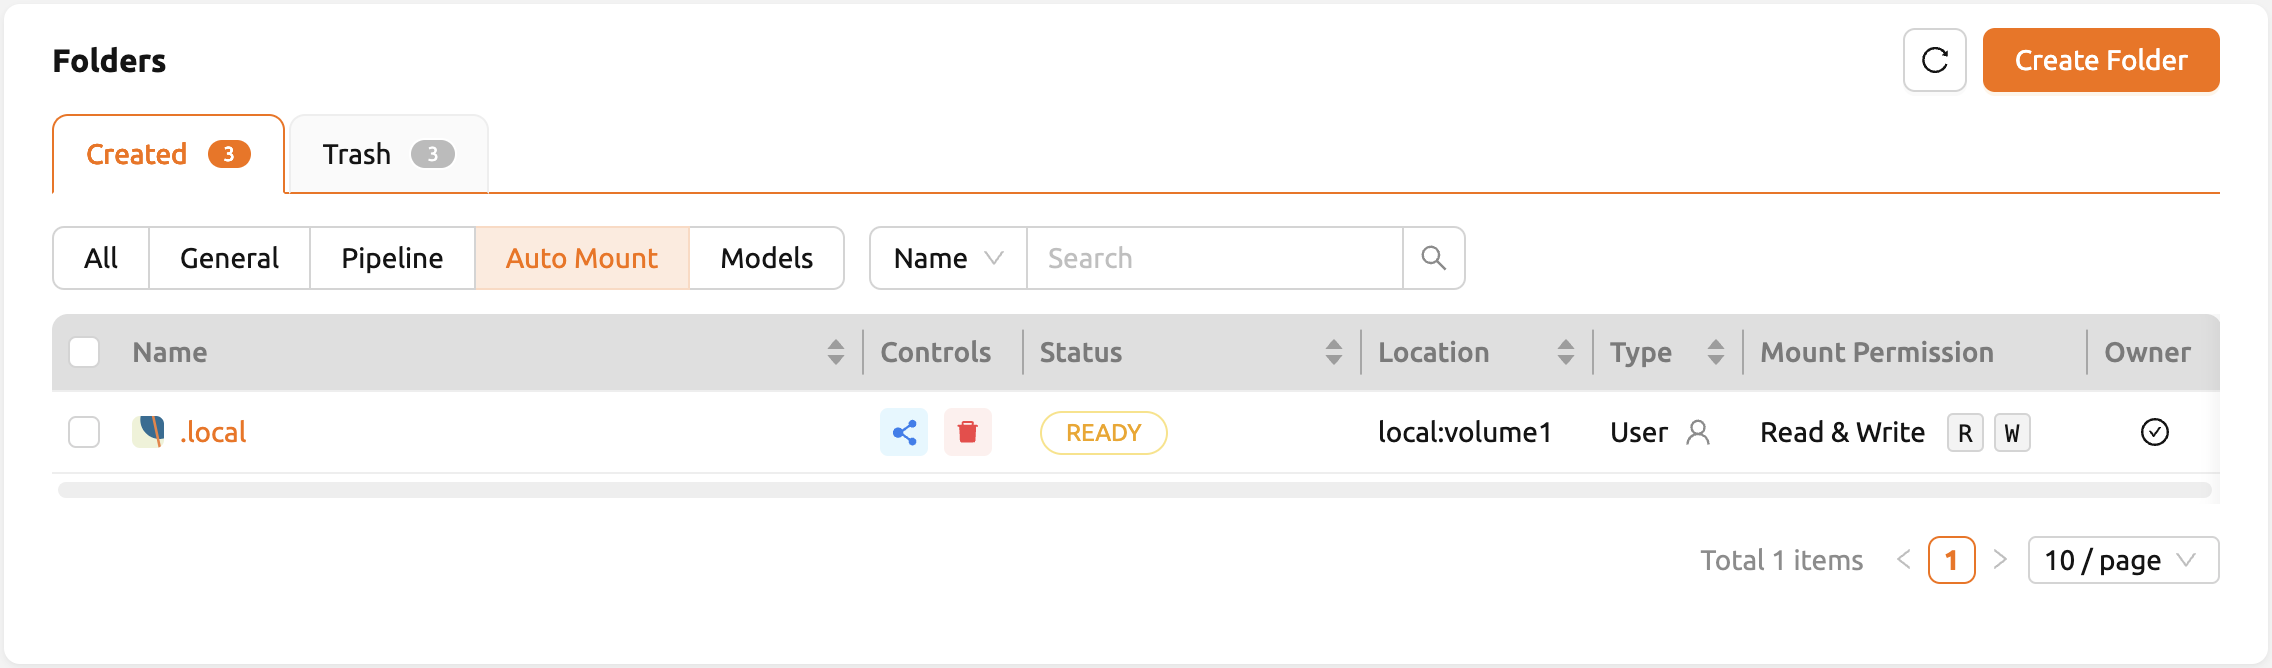 Folders
Create Folder
Created 3
Trash 3
All General Pipeline Auto Mount Models Name Search
Name Controls Status Location Type Mount Permission Owner
.local READY local:volume1 User Read & Write R W
Total 1 items < 1 > 10 / page